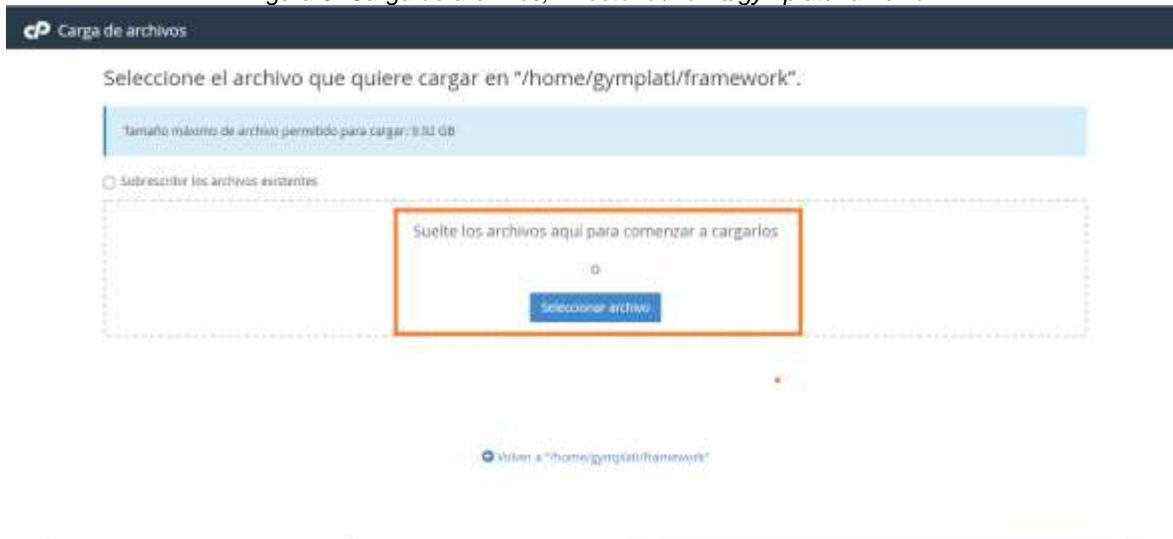 cP Carga de archivos
Seleccione el archivo que quiere cargar en "/home/gymplati/framework".
Tamaño máximo de archivo permitido para cargar: 9.92 GB
Sobrescribir los archivos existentes
Suelte los archivos aquí para comenzar a cargarlos
o
Seleccionar archivo
Volver a "/home/gymplati/framework"